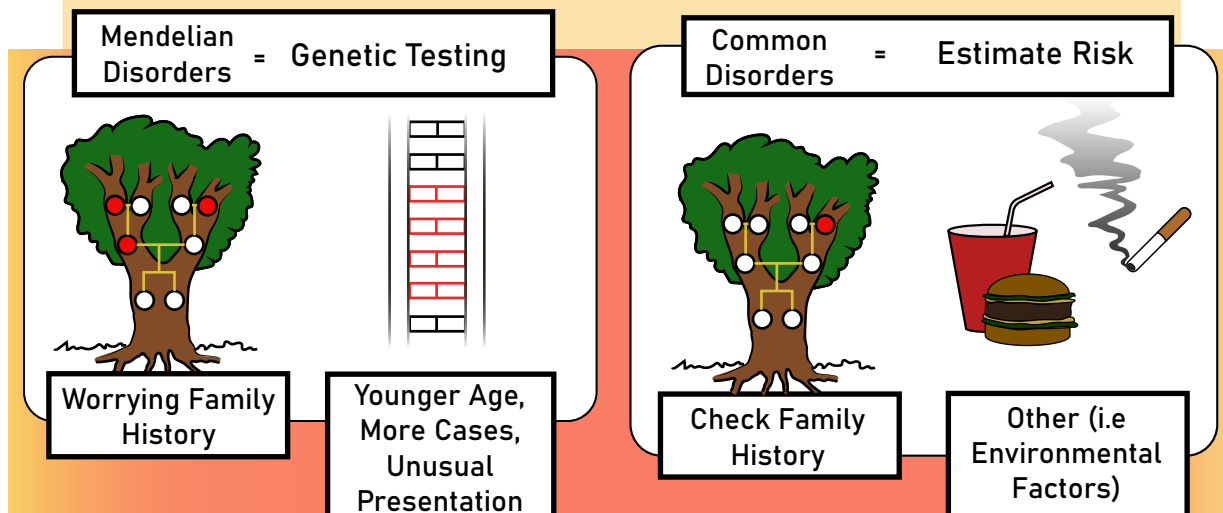 Mendelian
Disorders = Genetic Testing
Common
Disorders = Estimate Risk
Worrying Family
History
Younger Age,
More Cases,
Unusual
Presentation
Check Family
History
Other (i.e
Environmental
Factors)